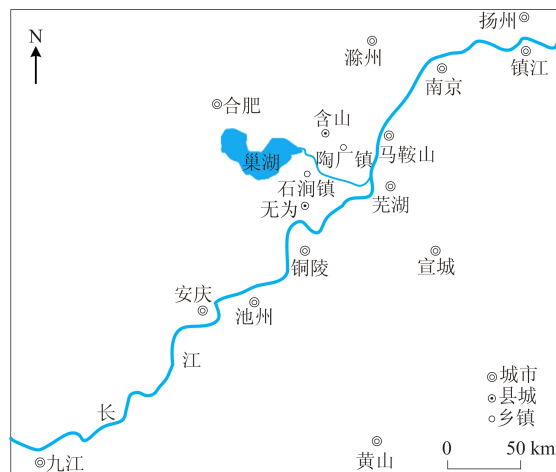 扬州
N
滁州
镇江
南京
合肥
含山
马鞍山
陶厂镇
巢湖
石涧镇
芜湖
无为
铜陵
宣城
安庆
池州
江
城市
县城
长
乡镇
九江
黄山
0 50 km